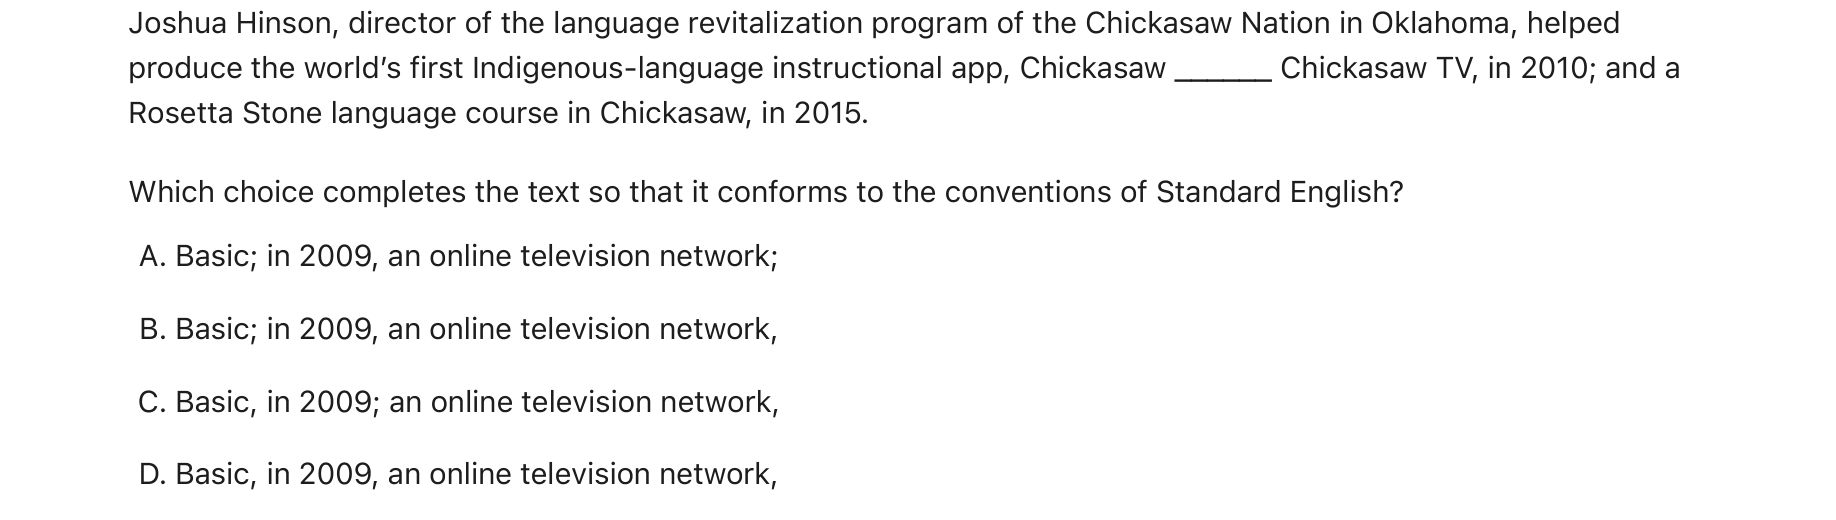 Joshua Hinson, director of the language revitalization program of the Chickasaw Nation in Oklahoma, helped
produce the world’s first Indigenous-language instructional app, Chickasaw ______ Chickasaw TV, in 2010; and a
Rosetta Stone language course in Chickasaw, in 2015.
Which choice completes the text so that it conforms to the conventions of Standard English?
A. Basic; in 2009, an online television network;
B. Basic; in 2009, an online television network,
C. Basic, in 2009; an online television network,
D. Basic, in 2009, an online television network,